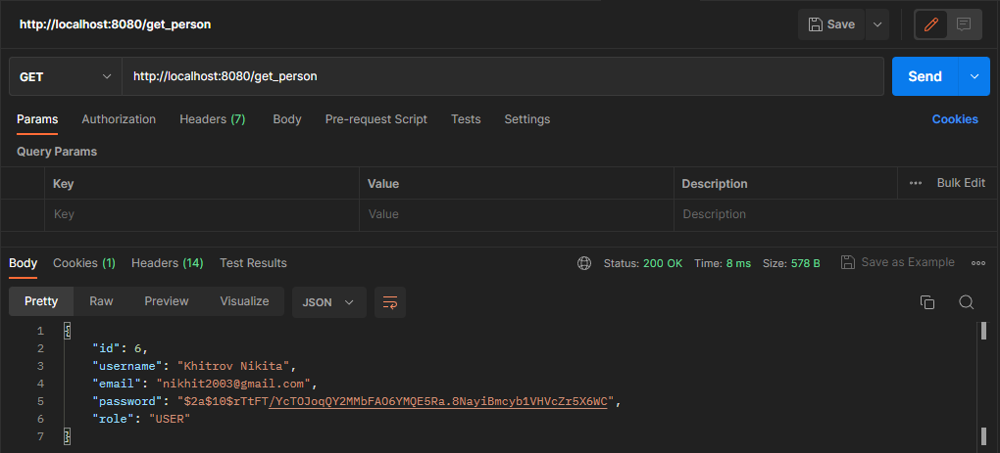 http://localhost:8080/get_person
Save
GET http://localhost:8080/get_person Send
Params Authorization Headers (7) Body Pre-request Script Tests Settings Cookies
Query Params
Key Value Description ••• Bulk Edit
Key Value Description
Body Cookies (1) Headers (14) Test Results Status: 200 OK Time: 8 ms Size: 578 B Save as Example •••
Pretty Raw Preview Visualize JSON
1 {
2 "id": 6,
3 "username": "Khitrov Nikita",
4 "email": "nikhit2003@gmail.com",
5 "password": "$2a$10$rTtFT/YcTOJoqQY2MMbFAO6YMQE5Ra.8NayiBmcyb1VHVcZr5X6WC",
6 "role": "USER"
7 }